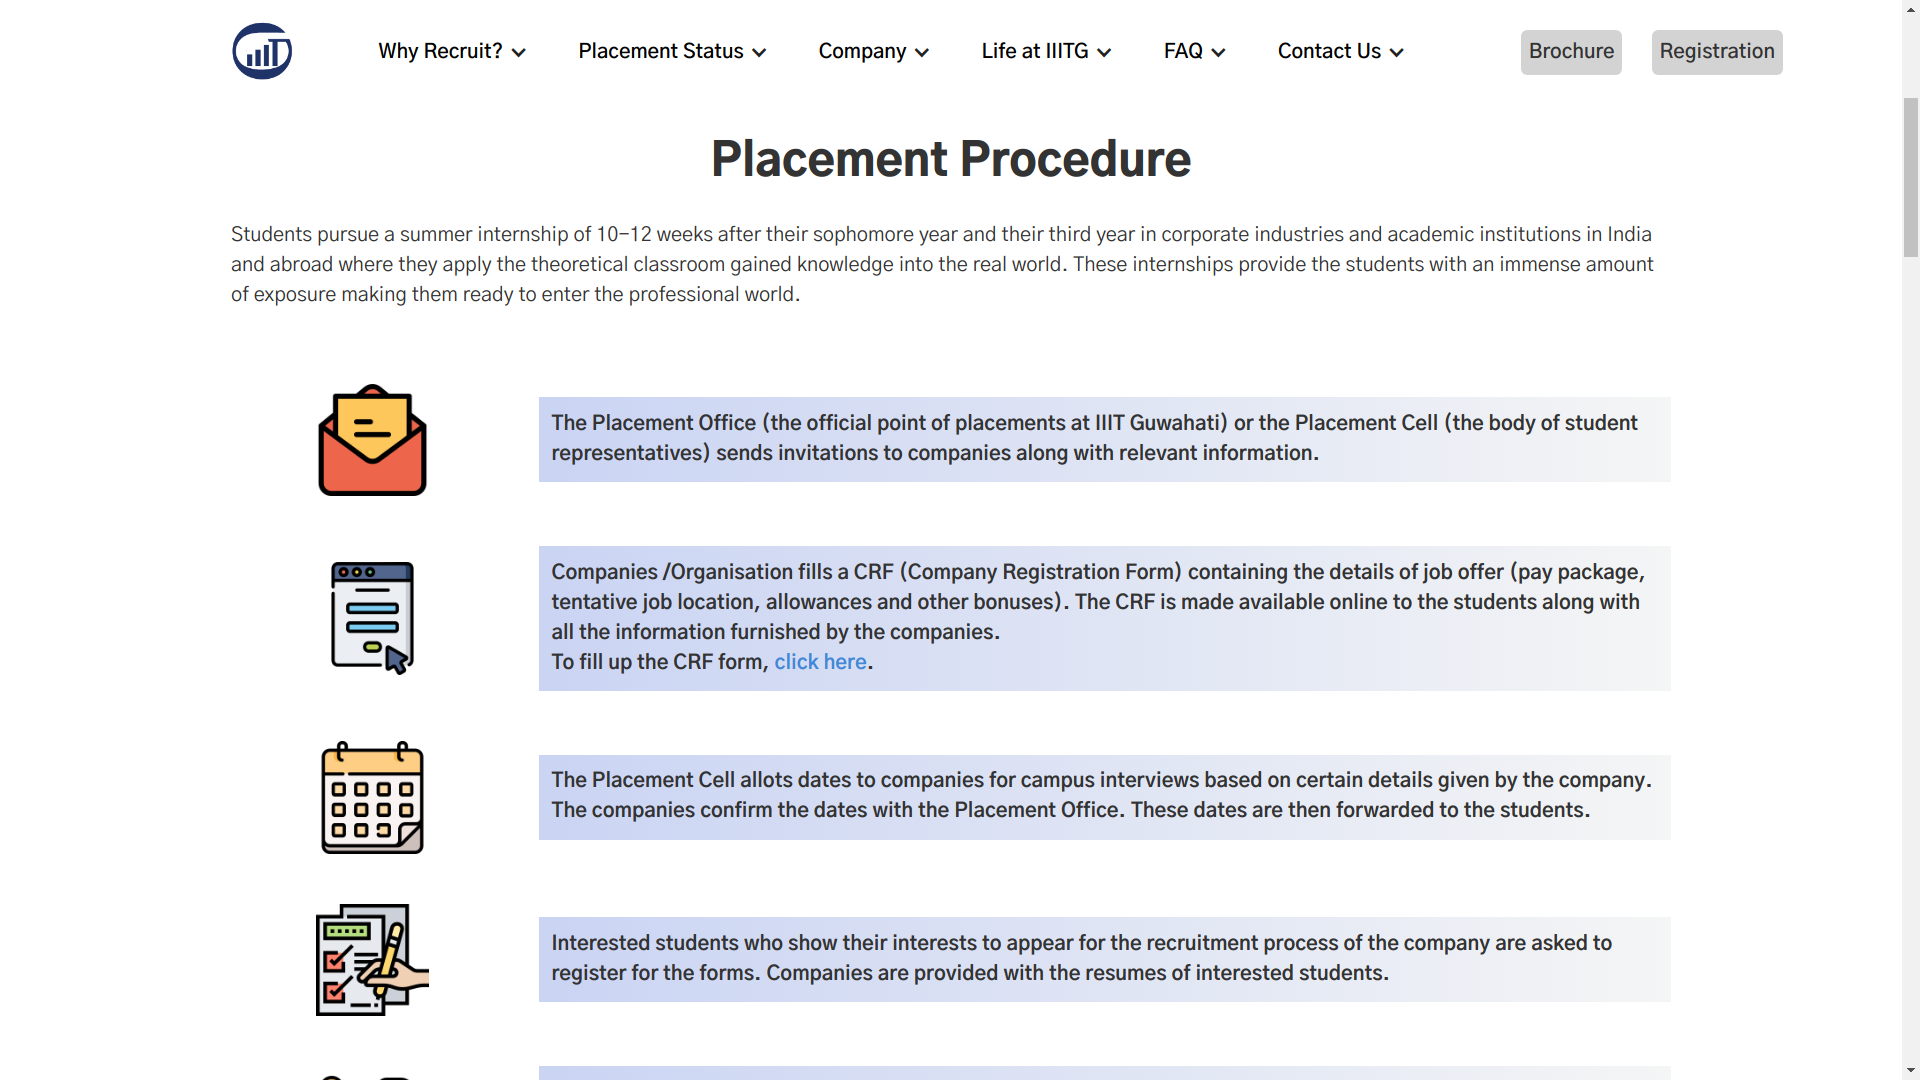 Why Recruit?
Placement Status
Company
Life at IIITG
FAQ
Contact Us
Brochure
Registration
Placement Procedure
Students pursue a summer internship of 10-12 weeks after their sophomore year and their third year in corporate industries and academic institutions in India
and abroad where they apply the theoretical classroom gained knowledge into the real world. These internships provide the students with an immense amount
of exposure making them ready to enter the professional world.
The Placement Office (the official point of placements at IIIT Guwahati) or the Placement Cell (the body of student
representatives) sends invitations to companies along with relevant information.
Companies /Organisation fills a CRF (Company Registration Form) containing the details of job offer (pay package,
tentative job location, allowances and other bonuses). The CRF is made available online to the students along with
all the information furnished by the companies.
To fill up the CRF form, click here.
The Placement Cell allots dates to companies for campus interviews based on certain details given by the company.
The companies confirm the dates with the Placement Office. These dates are then forwarded to the students.
Interested students who show their interests to appear for the recruitment process of the company are asked to
register for the forms. Companies are provided with the resumes of interested students.